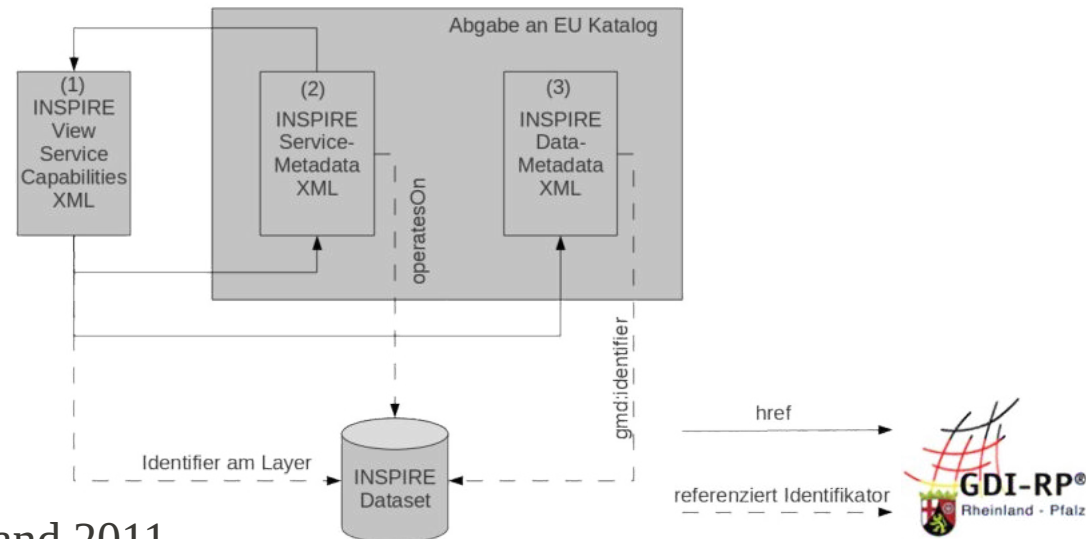 Abgabe an EU Katalog
(1)
INSPIRE
View
Service
Capabilities
XML
(2)
INSPIRE
Service-
Metadata
XML
(3)
INSPIRE
Data-
Metadata
XML
operatesOn
gmd:identifier
Identifier am Layer
INSPIRE
Dataset
href
referenziert Identifikator
GDI-RP®
Rheinland - Pfalz
2011